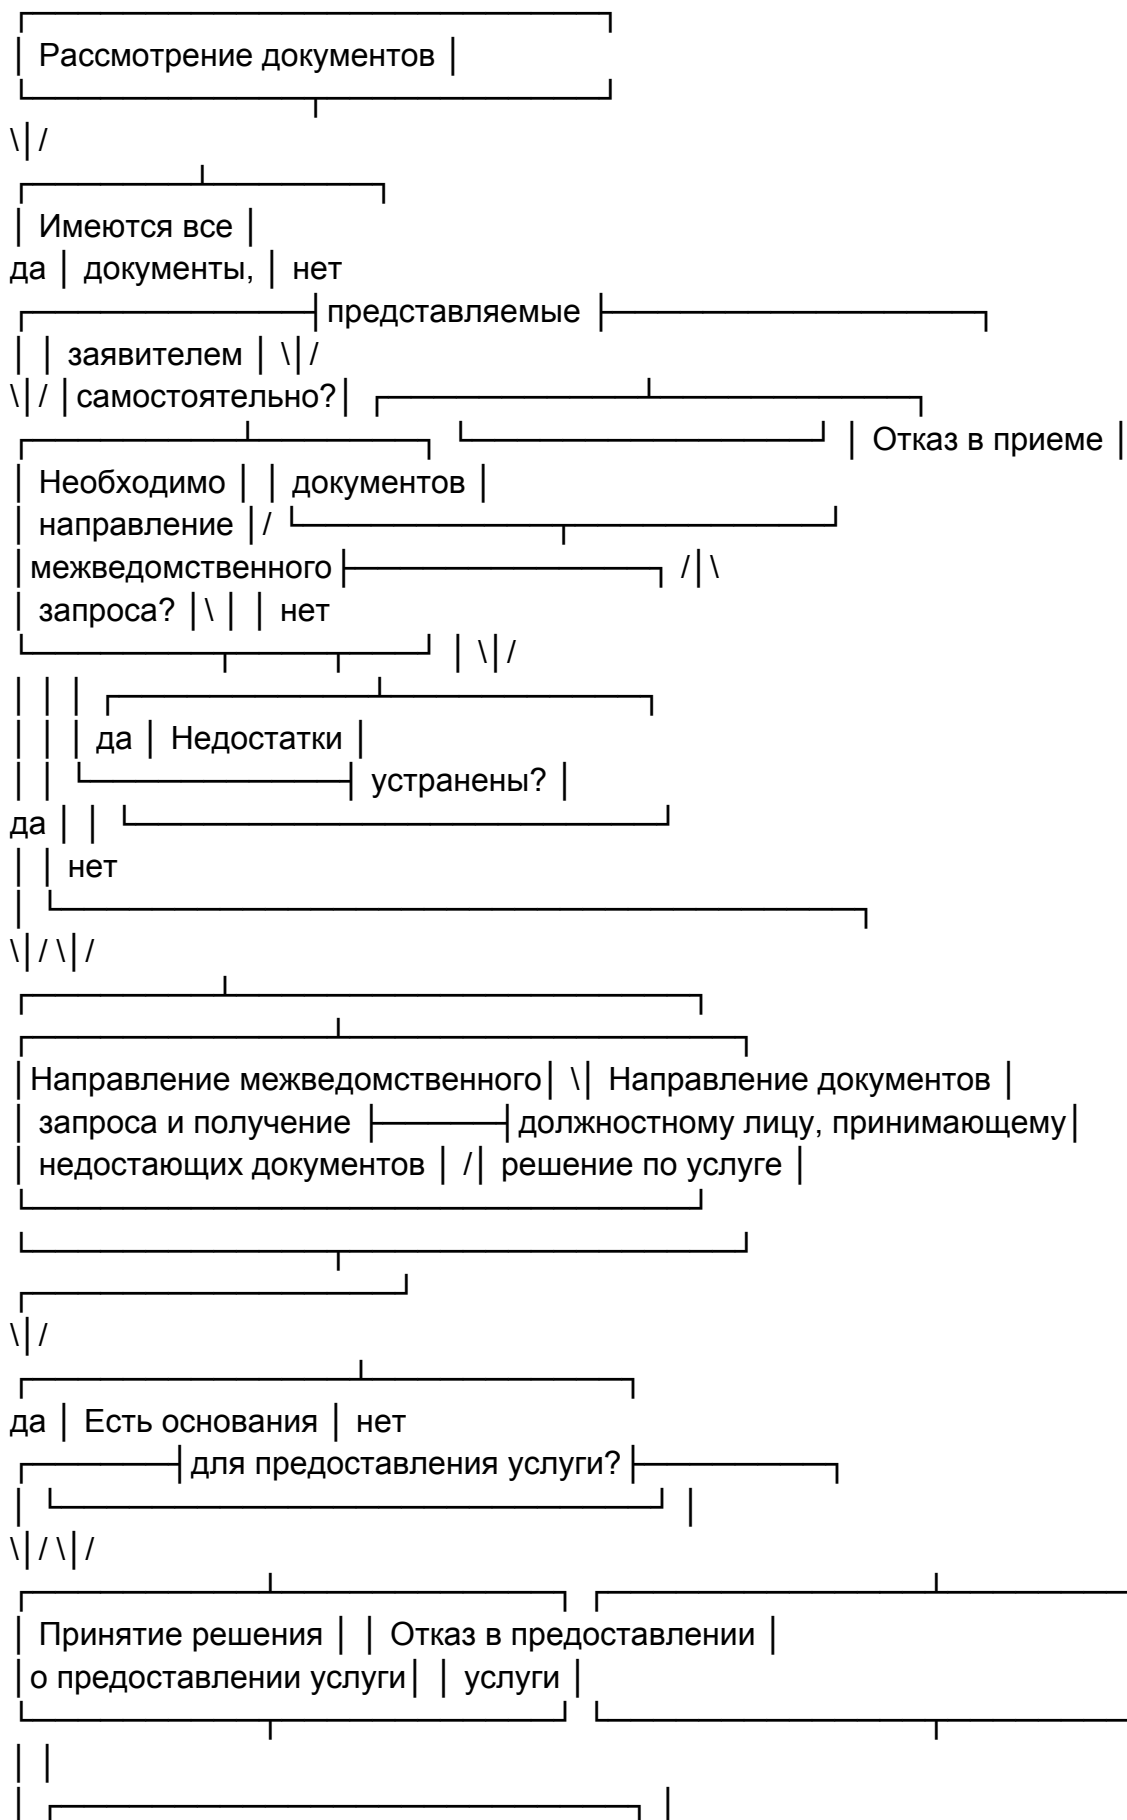 Рассмотрение документов
Имеются все
да │ документы, │ нет
представляемые
заявителем
самостоятельно?
Отказ в приеме
Необходимо │ │ документов
направление
межведомственного
запроса? │\ │ │ нет
да │ Недостатки
устранены?
да
нет
Направление межведомственного│ \│ Направление документов
запроса и получение ├──────┤должностному лицу, принимающему
недостающих документов │ /│ решение по услуге
да │ Есть основания │ нет
для предоставления услуги?
Принятие решения │ │ Отказ в предоставлении
о предоставлении услуги│ │ услуги